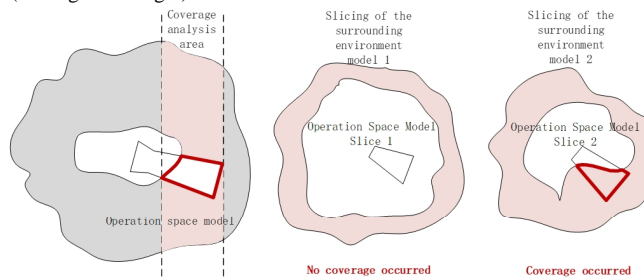 Coverage
analysis
area
Operation space model
Slicing of the
surrounding
environment
model 1
Operation Space Model
Slice 1
No coverage occurred
Slicing of the
surrounding
environment
model 2
Operation Space Model
Slice 2
Coverage occurred